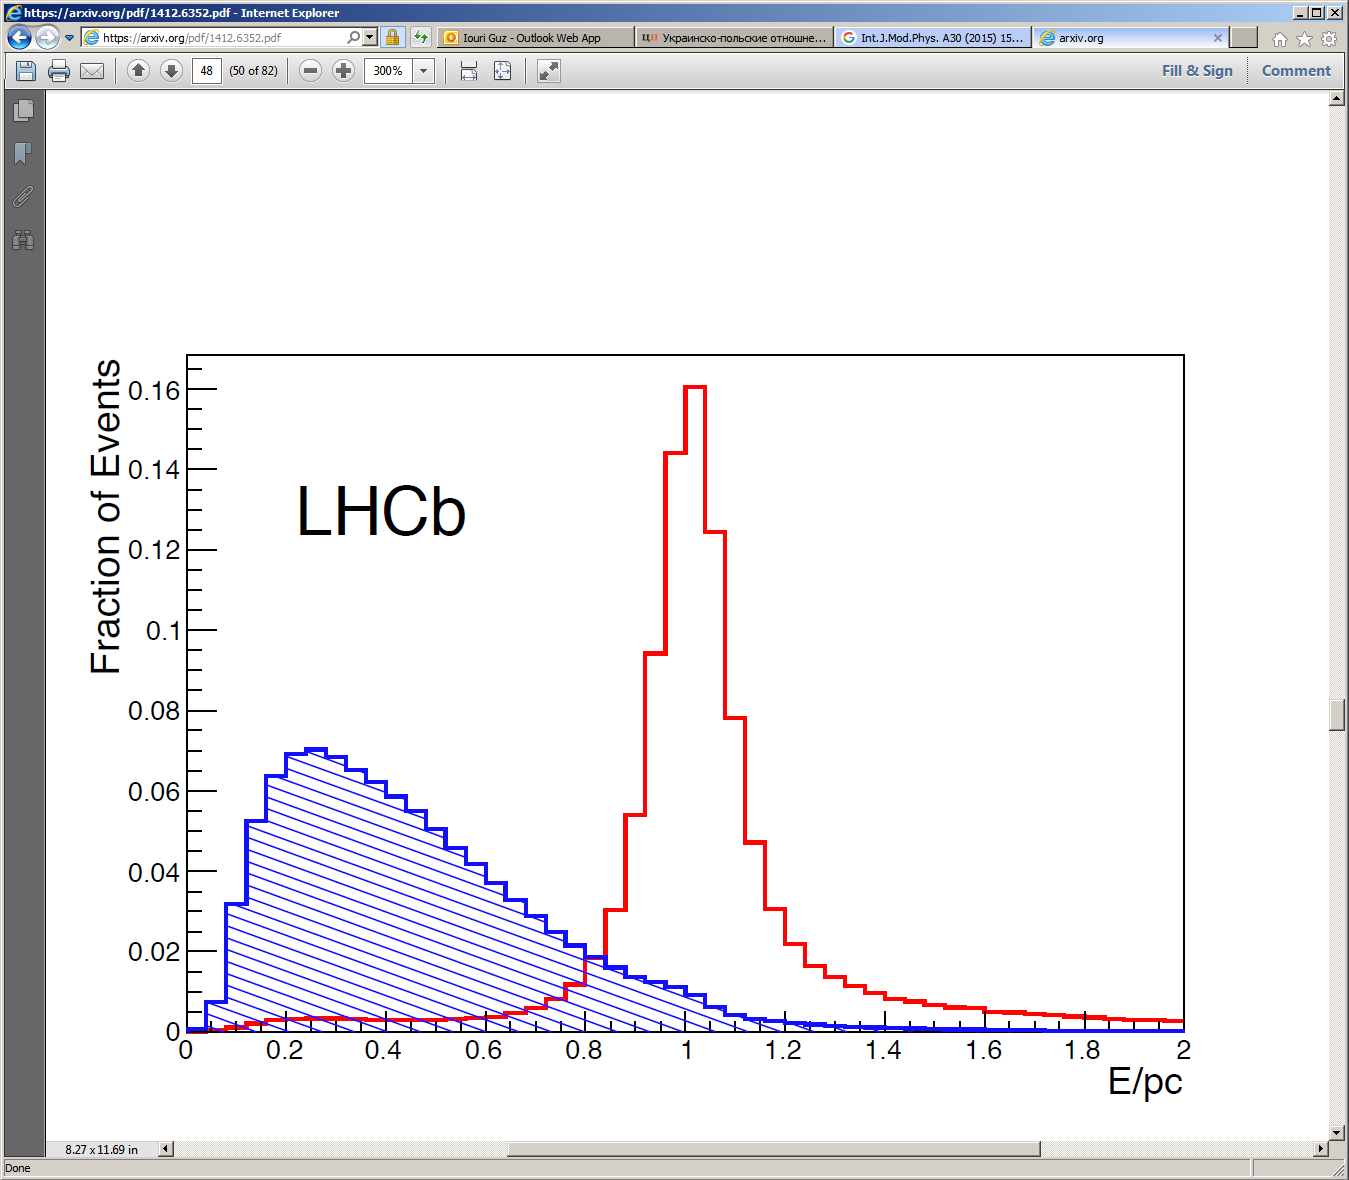 https://arxiv.org/pdf/1412.6352.pdf - Internet Explorer
https://arxiv.org/pdf/1412.6352.pdf
Iouri Guz - Outlook Web App
ЦП Украинско-польские отношне...
Int.J.Mod.Phys. A30 (2015) 15...
arxiv.org
48 (50 of 82) 300% Fill & Sign Comment
Fraction of Events
0.16
0.14
0.12
0.1
0.08
0.06
0.04
0.02
0
LHCb
0 0.2 0.4 0.6 0.8 1 1.2 1.4 1.6 1.8 2
E/pc
8.27 x 11.69 in
Done